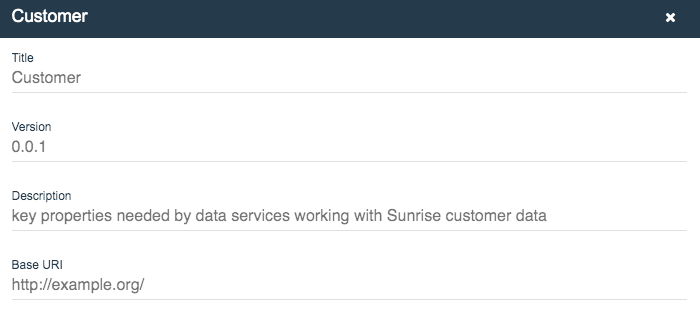 Customer
Title
Customer
Version
0.0.1
Description
key properties needed by data services working with Sunrise customer data
Base URI
http://example.org/